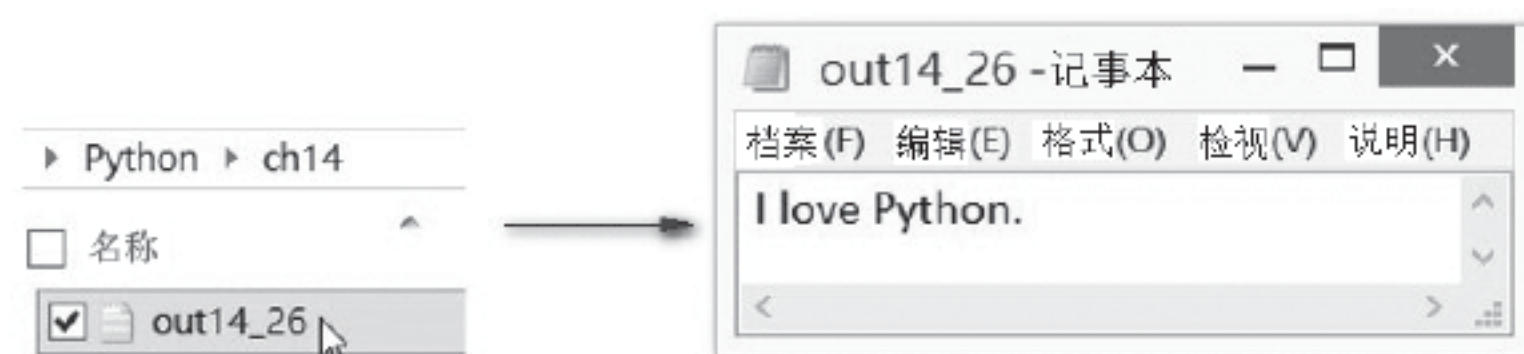 Python ch14
名称
out14_26
out14_26 -记事本
档案(F) 编辑(E) 格式(O) 检视(V) 说明(H)
I love Python.